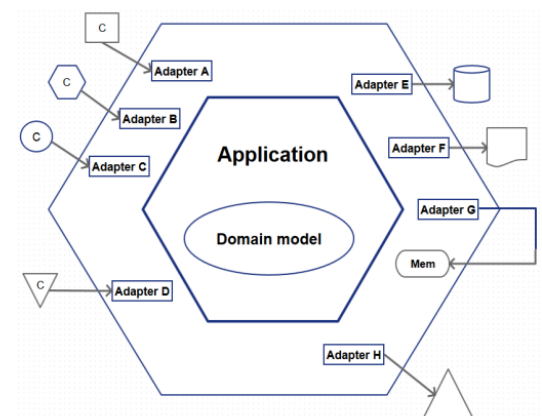 C
Adapter A
C
Adapter B
C
Adapter C
C
Adapter D
Application
Domain model
Adapter E
Adapter F
Adapter G
Mem
Adapter H